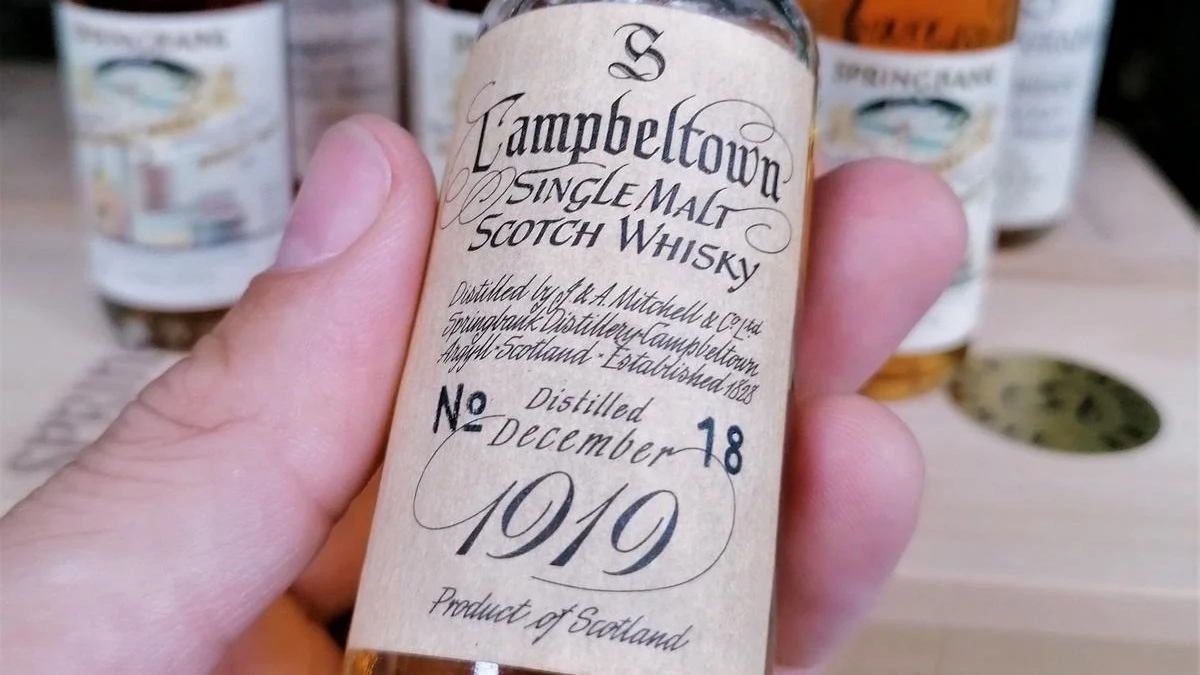 SPRINGBANK
SPRINGBANK
S
Campbeltown
SINGLE MALT
SCOTCH WHISKY
Distilled by J & A Mitchell & Co Ltd
Springbank Distillery·Campbeltown
Argyll·Scotland·Established 1828
Distilled
No December 18
1919
Product of Scotland